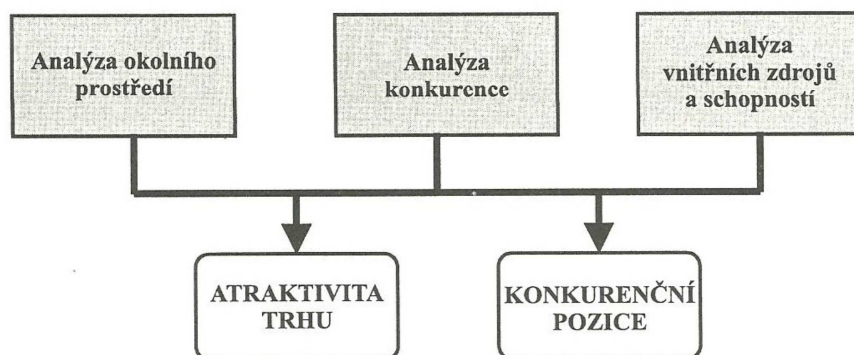 Analýza okolního
prostředí
Analýza
konkurence
Analýza
vnitřních zdrojů
a schopností
ATRAKTIVITA
TRHU
KONKURENČNÍ
POZICE